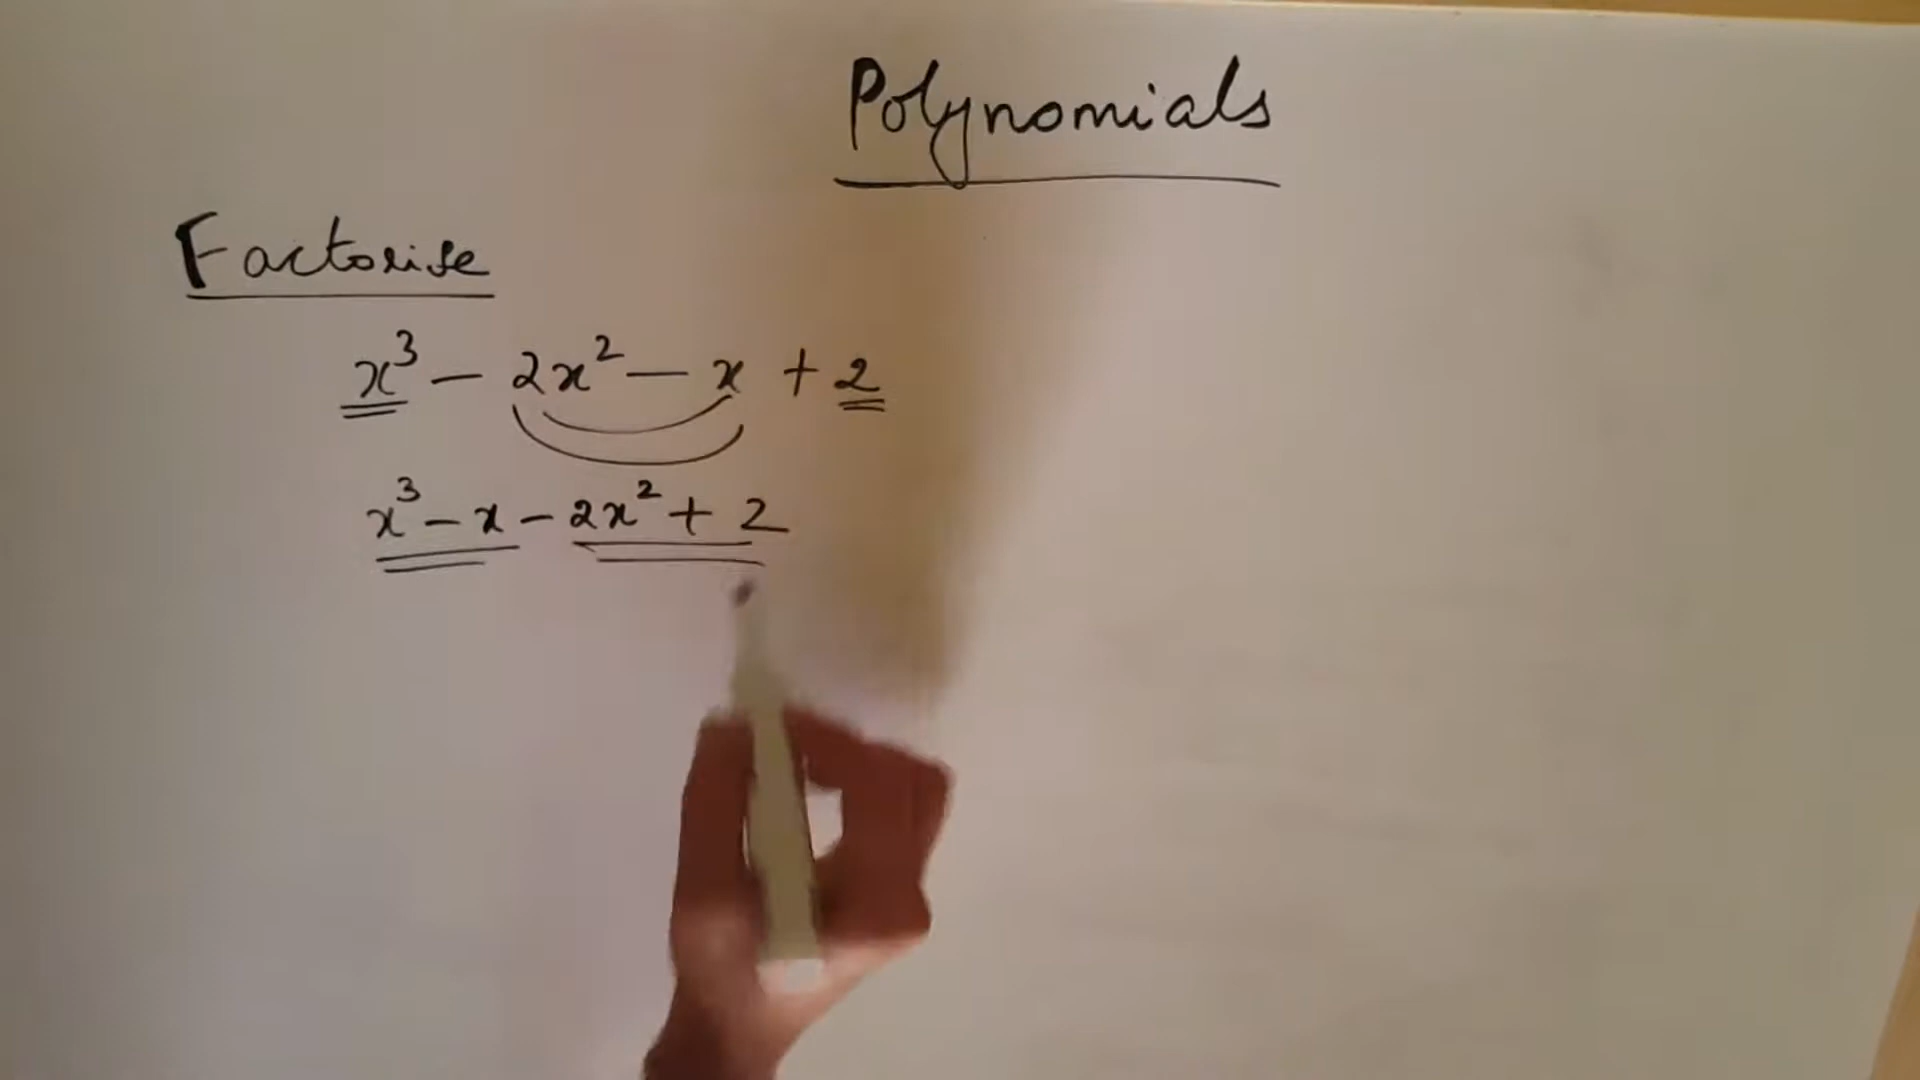 Polynomials
Factorise
x³ - 2x² - x + 2
x³ - x - 2x² + 2